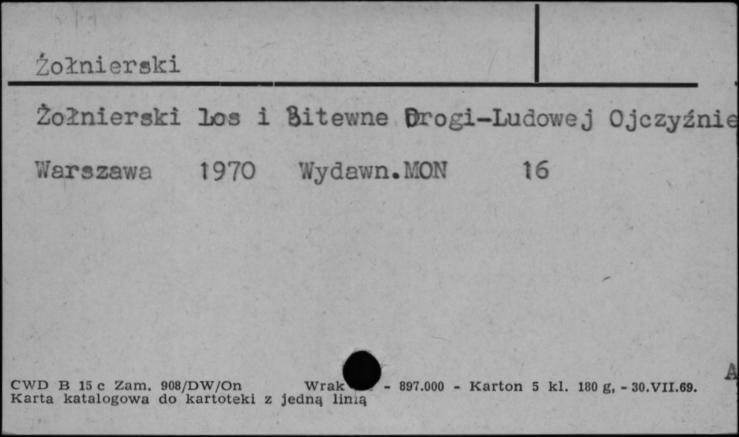 Żołnierski
Żołnierski los i Bitewne Drogi-Ludowej Ojczyźnie
Warszawa 1970 Wydawn.MON 16
A
CWD B 15 c Zam. 908/DW/On Wrak - 897.000 - Karton 5 kl. 180 g, - 30.VII.69.
Karta katalogowa do kartoteki z jedną linią